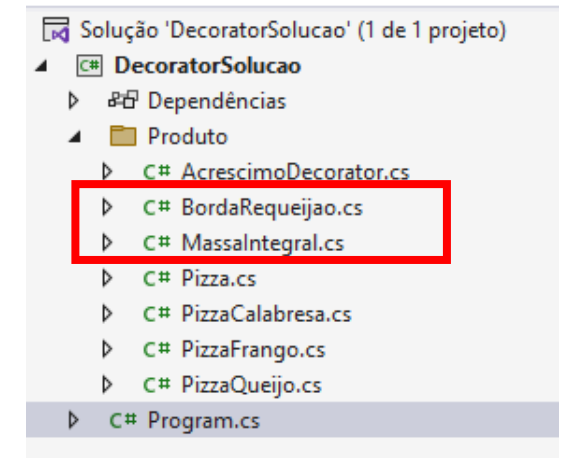 Solução 'DecoratorSolucao' (1 de 1 projeto)
C# DecoratorSolucao
Dependências
Produto
C# AcrescimoDecorator.cs
C# BordaRequeijao.cs
C# MassaIntegral.cs
C# Pizza.cs
C# PizzaCalabresa.cs
C# PizzaFrango.cs
C# PizzaQueijo.cs
C# Program.cs